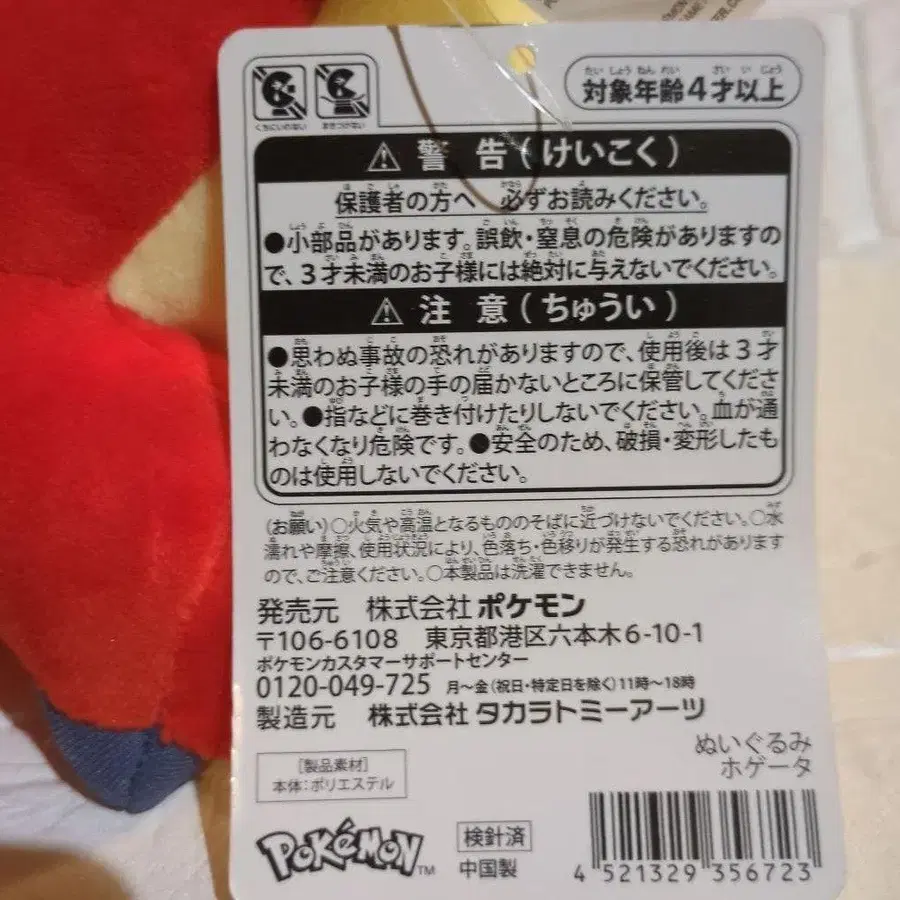 くちにいれない
まきつけない
対象年齢4才以上
警告(けいこく)
保護者の方へ 必ずお読みください。
●小部品があります。誤飲・窒息の危険がありますの
で、3才未満のお子様には絶対に与えないでください。
注意(ちゅうい)
●思わぬ事故の恐れがありますので、使用後は3才
未満のお子様の手の届かないところに保管してくださ
い。●指などに巻き付けたりしないでください。血が通
わなくなり危険です。●安全のため、破損・変形したも
のは使用しないでください。
(お願い)○火気や高温となるもののそばに近づけないでください。○水
濡れや摩擦、使用状況により、色落ち・色移りが発生する恐れがあります
ので、ご注意ください。○本製品は洗濯できません。
発売元 株式会社ポケモン
〒106-6108 東京都港区六本木6-10-1
ポケモンカスタマーサポートセンター
0120-049-725 月～金(祝日・特定日を除く)11時～18時
製造元 株式会社タカラトミーアーツ
ぬいぐるみ
ホゲータ
[製品素材]
本体:ポリエステル
POKéMON™
検針済
中国製
4 521329 356723